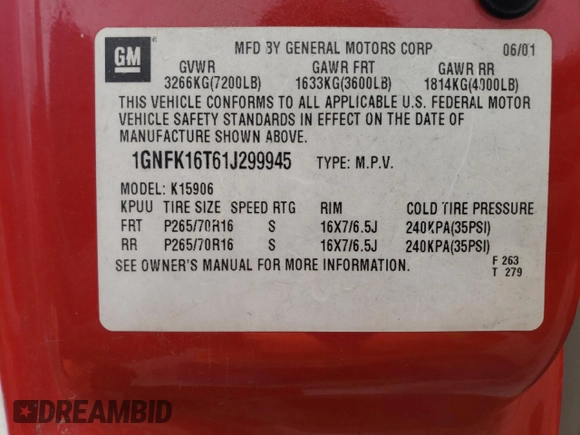 GM
MFD BY GENERAL MOTORS CORP 06/01
GVWR GAWR FRT GAWR RR
3266KG(7200LB) 1633KG(3600LB) 1814KG(4000LB)
THIS VEHICLE CONFORMS TO ALL APPLICABLE U.S. FEDERAL MOTOR
VEHICLE SAFETY STANDARDS IN EFFECT ON THE DATE OF
MANUFACTURE SHOWN ABOVE.
1GNFK16T61J299945 TYPE: M.P.V.
MODEL: K15906
KPUU TIRE SIZE SPEED RTG RIM COLD TIRE PRESSURE
FRT P265/70R16 S 16X7/6.5J 240KPA(35PSI)
RR P265/70R16 S 16X7/6.5J 240KPA(35PSI)
SEE OWNER'S MANUAL FOR MORE INFORMATION. F 263
T 279
DREAMBID